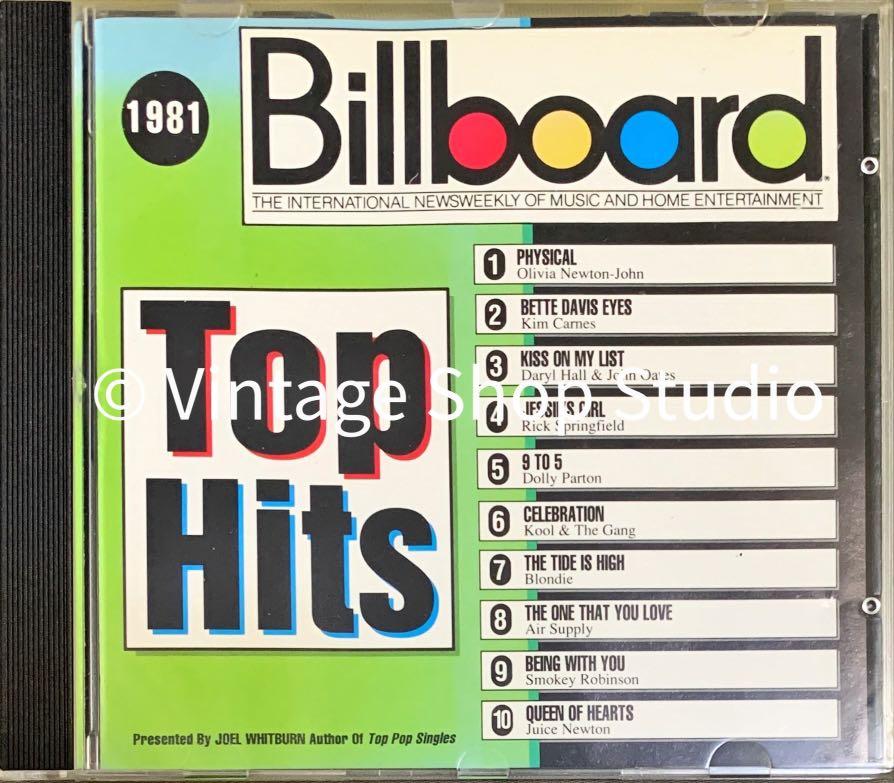 1981
Billboard®
THE INTERNATIONAL NEWSWEEKLY OF MUSIC AND HOME ENTERTAINMENT
Top
Hits
1 PHYSICAL
Olivia Newton-John
2 BETTE DAVIS EYES
Kim Carnes
3 KISS ON MY LIST
Daryl Hall & John Oates
4 JESSIE'S GIRL
Rick Springfield
5 9 TO 5
Dolly Parton
6 CELEBRATION
Kool & The Gang
7 THE TIDE IS HIGH
Blondie
8 THE ONE THAT YOU LOVE
Air Supply
9 BEING WITH YOU
Smokey Robinson
10 QUEEN OF HEARTS
Juice Newton
Presented By JOEL WHITBURN Author Of Top Pop Singles
© Vintage Shop Studio